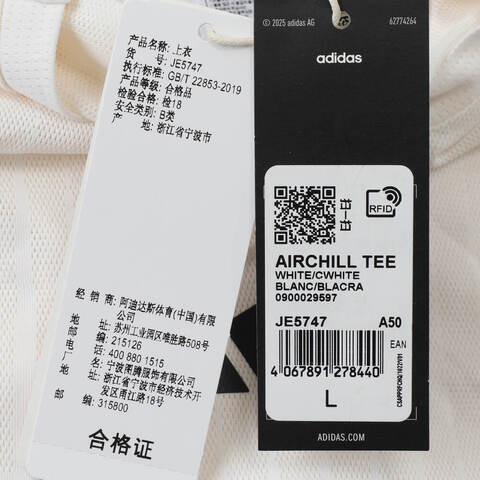 品名: 上衣
货 号: JE5747
执行标准: GB/T 22853-2019
产品等级: 合格品
检验合格: 检18
安全类别: B类
产 地: 浙江省宁波市
经 销 商: 阿迪达斯体育(中国)有限
公司
地 址: 苏州工业园区唯胜路508号
邮 编: 215126
电 话: 400 880 1515
厂 名: 宁波图腾服饰有限公司
地 址: 浙江省宁波市经济技术开
发区甬江路18号
邮 编: 315800
合格证
© 2025 adidas AG
62774264
adidas
RFID
AIRCHILL TEE
WHITE/CWHITE
BLANC/BLACRA
0900029597
JE5747 A50
EAN
4 067891 278440
L
ADIDAS.COM